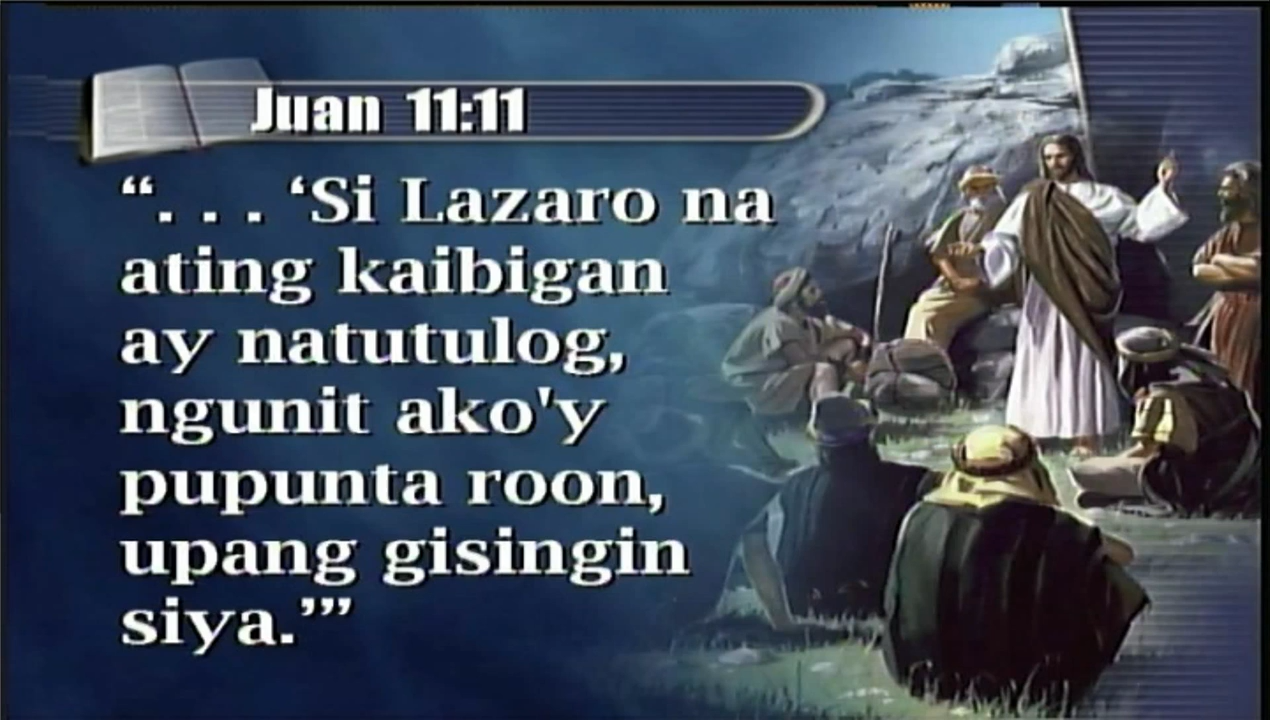 Juan 11:11
“. . . ‘Si Lazaro na
ating kaibigan
ay natutulog,
ngunit ako'y
pupunta roon,
upang gisingin
siya.’”